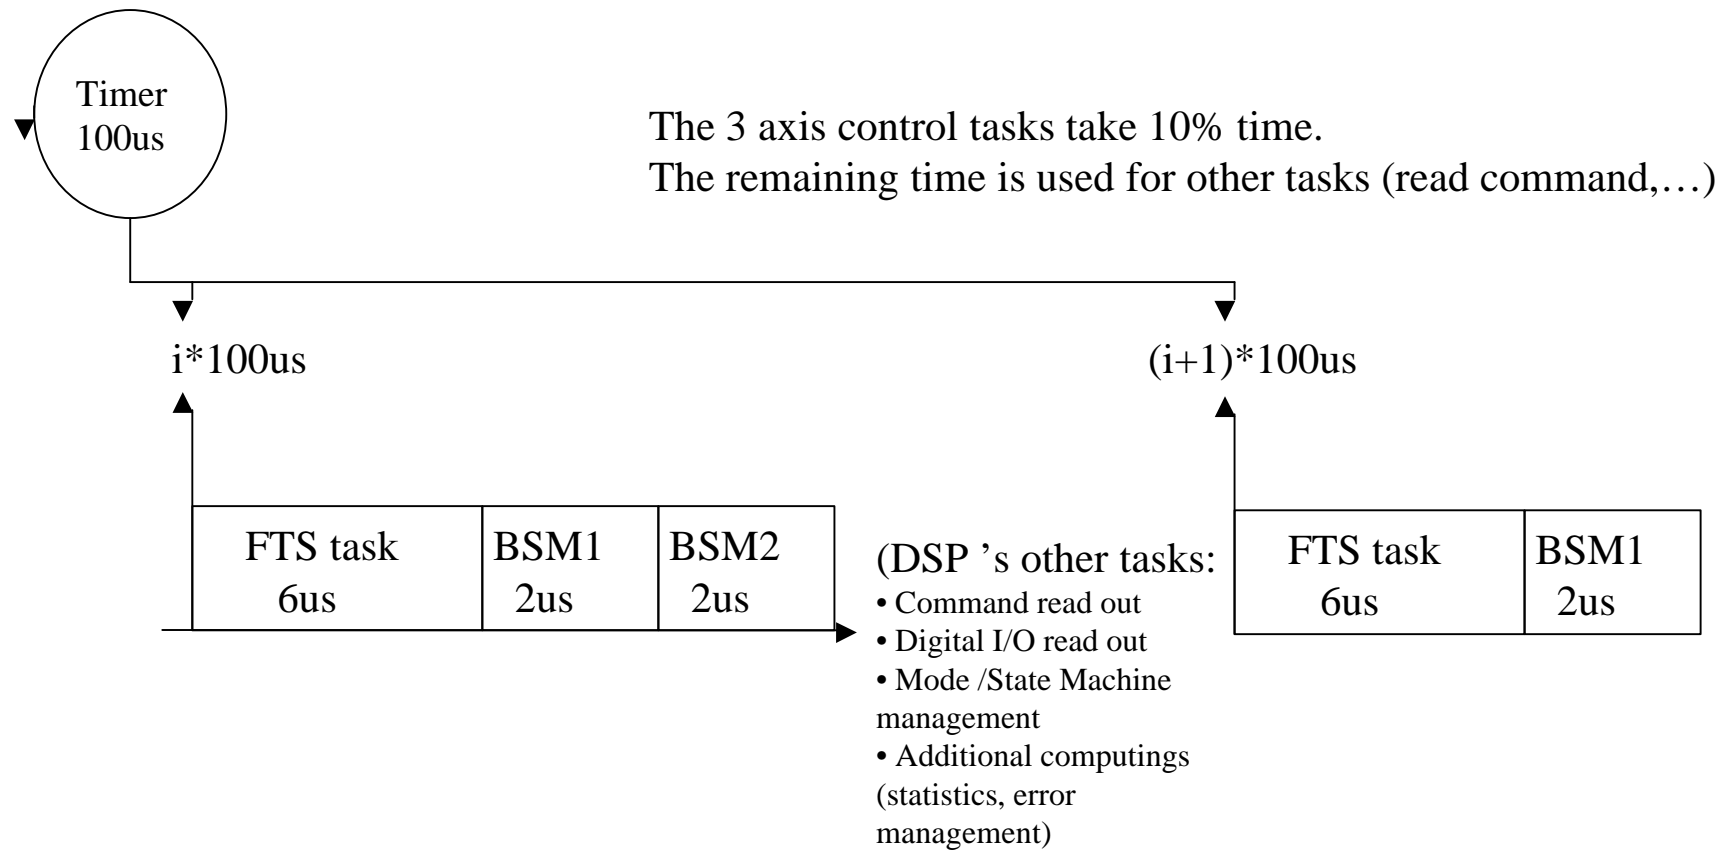 Timer
100us
The 3 axis control tasks take 10% time.
The remaining time is used for other tasks (read command,…)
i*100us
(i+1)*100us
FTS task
6us
BSM1
2us
BSM2
2us
(DSP ’s other tasks:
• Command read out
• Digital I/O read out
• Mode /State Machine
management
• Additional computings
(statistics, error
management)
FTS task
6us
BSM1
2us